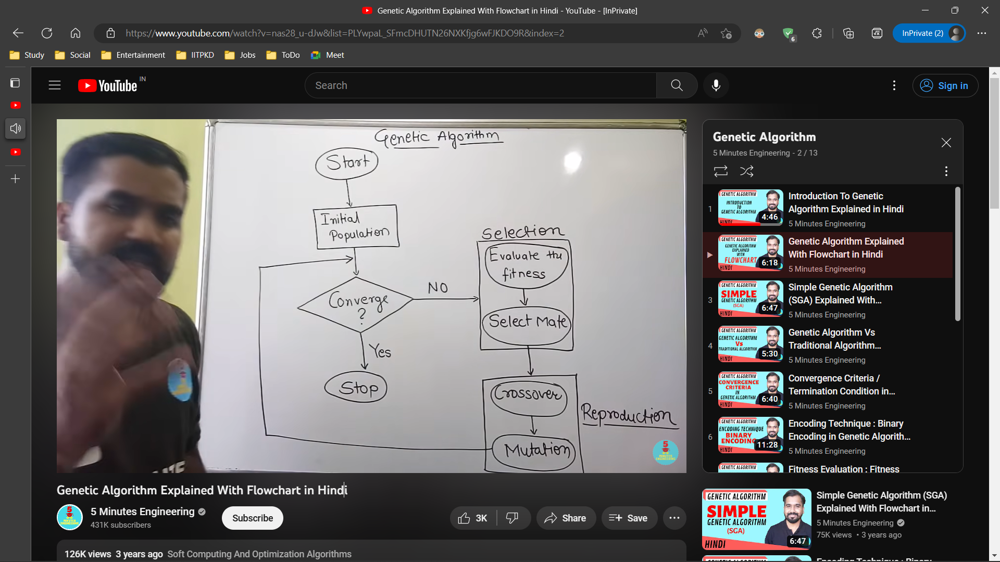 Genetic Algorithm Explained With Flowchart in Hindi - YouTube - [InPrivate]
https://www.youtube.com/watch?v=nas28_u-dJw&list=PLYwpaL_SFmcDHUTN26NXKfjg6wFJKDO9R&index=2
6
InPrivate (2)
Study
Social
Entertainment
IITPKD
Jobs
ToDo
Meet
YouTube
IN
Search
Sign in
Genetic Algorithm
Start
Initial
Population
Converge
?
NO
Yes
Stop
Selection
Evaluate the
fitness
Select Mate
Crossover
Mutation
Reproduction
5
MINUTES
ENGINEERING
Genetic Algorithm
5 Minutes Engineering - 2 / 13
1
GENETIC ALGORITHM
INTRODUCTION
TO
GENETIC ALGORITHM
HINDI
4:46
Introduction To Genetic
Algorithm Explained in Hindi
5 Minutes Engineering
GENETIC ALGORITHM
GENETIC ALGORITHM
EXPLAINED
WITH
FLOWCHART
HINDI
6:18
Genetic Algorithm Explained
With Flowchart in Hindi
5 Minutes Engineering
3
GENETIC ALGORITHM
SIMPLE
GENETIC ALGORITHM
(SGA)
HINDI
6:47
Simple Genetic Algorithm
(SGA) Explained With...
5 Minutes Engineering
4
GENETIC ALGORITHM
GENETIC ALGORITHM
Vs
TRADITIONAL ALGORITHM
HINDI
5:30
Genetic Algorithm Vs
Traditional Algorithm...
5 Minutes Engineering
5
GENETIC ALGORITHM
CONVERGENCE
CRITERIA
IN
GENETIC ALGORITHM
HINDI
6:40
Convergence Criteria /
Termination Condition in...
5 Minutes Engineering
6
GENETIC ALGORITHM
ENCODING TECHNIQUE
BINARY
ENCODING
HINDI
11:28
Encoding Technique : Binary
Encoding in Genetic Algorith...
5 Minutes Engineering
GENETIC ALGORITHM
Fitness Evaluation : Fitness
Genetic Algorithm Explained With Flowchart in Hindi
5
MINUTES
ENGINEERING
5 Minutes Engineering
431K subscribers
Subscribe
3K
Share
Save
126K views 3 years ago Soft Computing And Optimization Algorithms
GENETIC ALGORITHM
SIMPLE
GENETIC ALGORITHM
(SGA)
HINDI
6:47
Simple Genetic Algorithm (SGA)
Explained With Flowchart in...
5 Minutes Engineering
75K views • 3 years ago